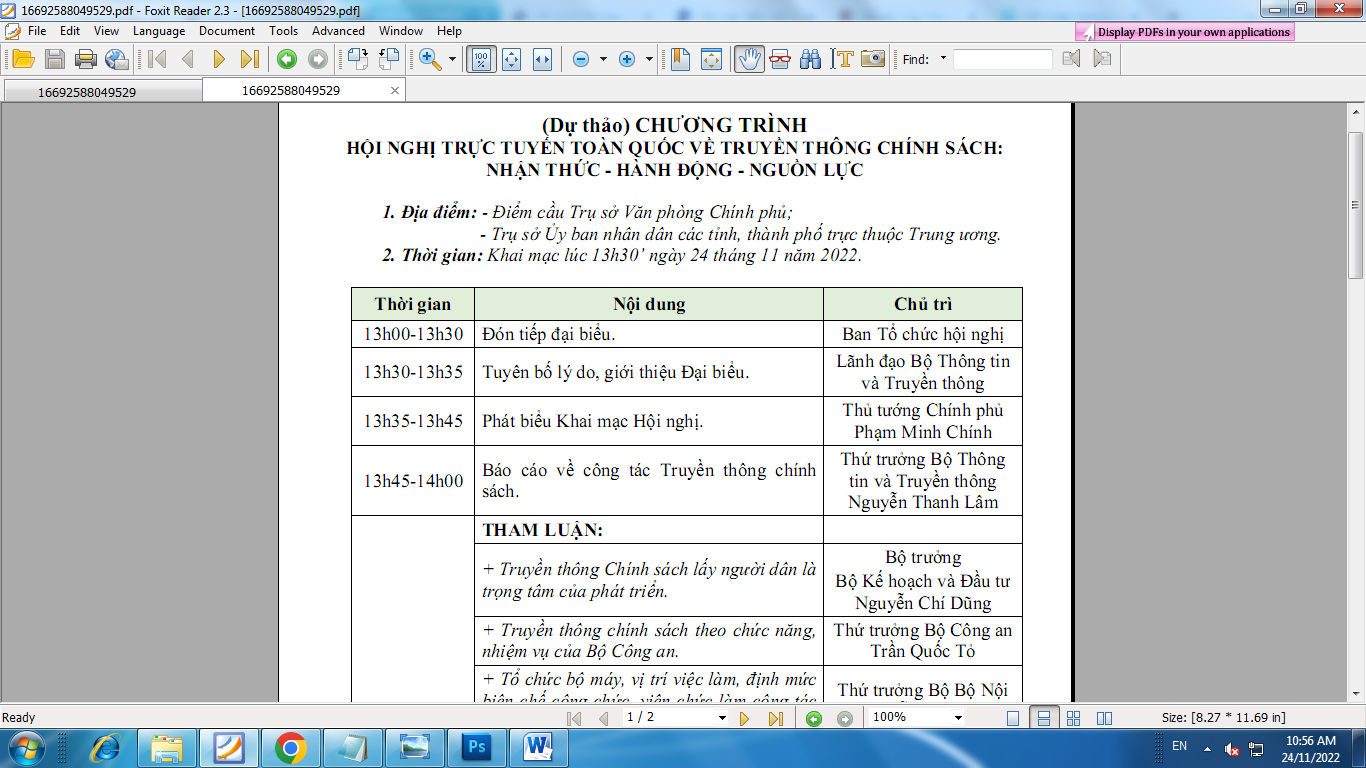 16692588049529.pdf - Foxit Reader 2.3 - [16692588049529.pdf]
File Edit View Language Document Tools Advanced Window Help
Display PDFs in your own applications
100 %
Find:
16692588049529
16692588049529
(Dự thảo) CHƯƠNG TRÌNH
HỘI NGHỊ TRỰC TUYẾN TOÀN QUỐC VỀ TRUYỀN THÔNG CHÍNH SÁCH:
NHẬN THỨC - HÀNH ĐỘNG - NGUỒN LỰC
1. Địa điểm: - Điểm cầu Trụ sở Văn phòng Chính phủ;
- Trụ sở Ủy ban nhân dân các tỉnh, thành phố trực thuộc Trung ương.
2. Thời gian: Khai mạc lúc 13h30’ ngày 24 tháng 11 năm 2022.
Thời gian Nội dung Chủ trì
13h00-13h30 Đón tiếp đại biểu. Ban Tổ chức hội nghị
13h30-13h35 Tuyên bố lý do, giới thiệu Đại biểu. Lãnh đạo Bộ Thông tin
và Truyền thông
13h35-13h45 Phát biểu Khai mạc Hội nghị. Thủ tướng Chính phủ
Phạm Minh Chính
13h45-14h00 Báo cáo về công tác Truyền thông chính
sách.
Thứ trưởng Bộ Thông
tin và Truyền thông
Nguyễn Thanh Lâm
THAM LUẬN:
+ Truyền thông Chính sách lấy người dân là
trọng tâm của phát triển.
Bộ trưởng
Bộ Kế hoạch và Đầu tư
Nguyễn Chí Dũng
+ Truyền thông chính sách theo chức năng,
nhiệm vụ của Bộ Công an.
Thứ trưởng Bộ Công an
Trần Quốc Tỏ
+ Tổ chức bộ máy, vị trí việc làm, định mức
biên chế công chức, viên chức làm công tác
Thứ trưởng Bộ Bộ Nội
Ready
1 / 2
100%
Size: [8.27 * 11.69 in]
Ps
W
EN
10:56 AM
24/11/2022